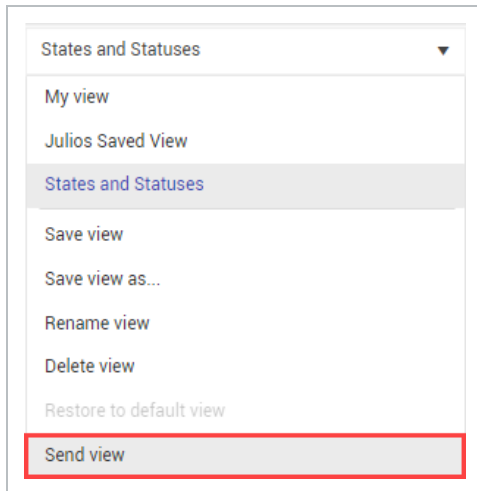 States and Statuses
My view
Julios Saved View
States and Statuses
Save view
Save view as...
Rename view
Delete view
Restore to default view
Send view